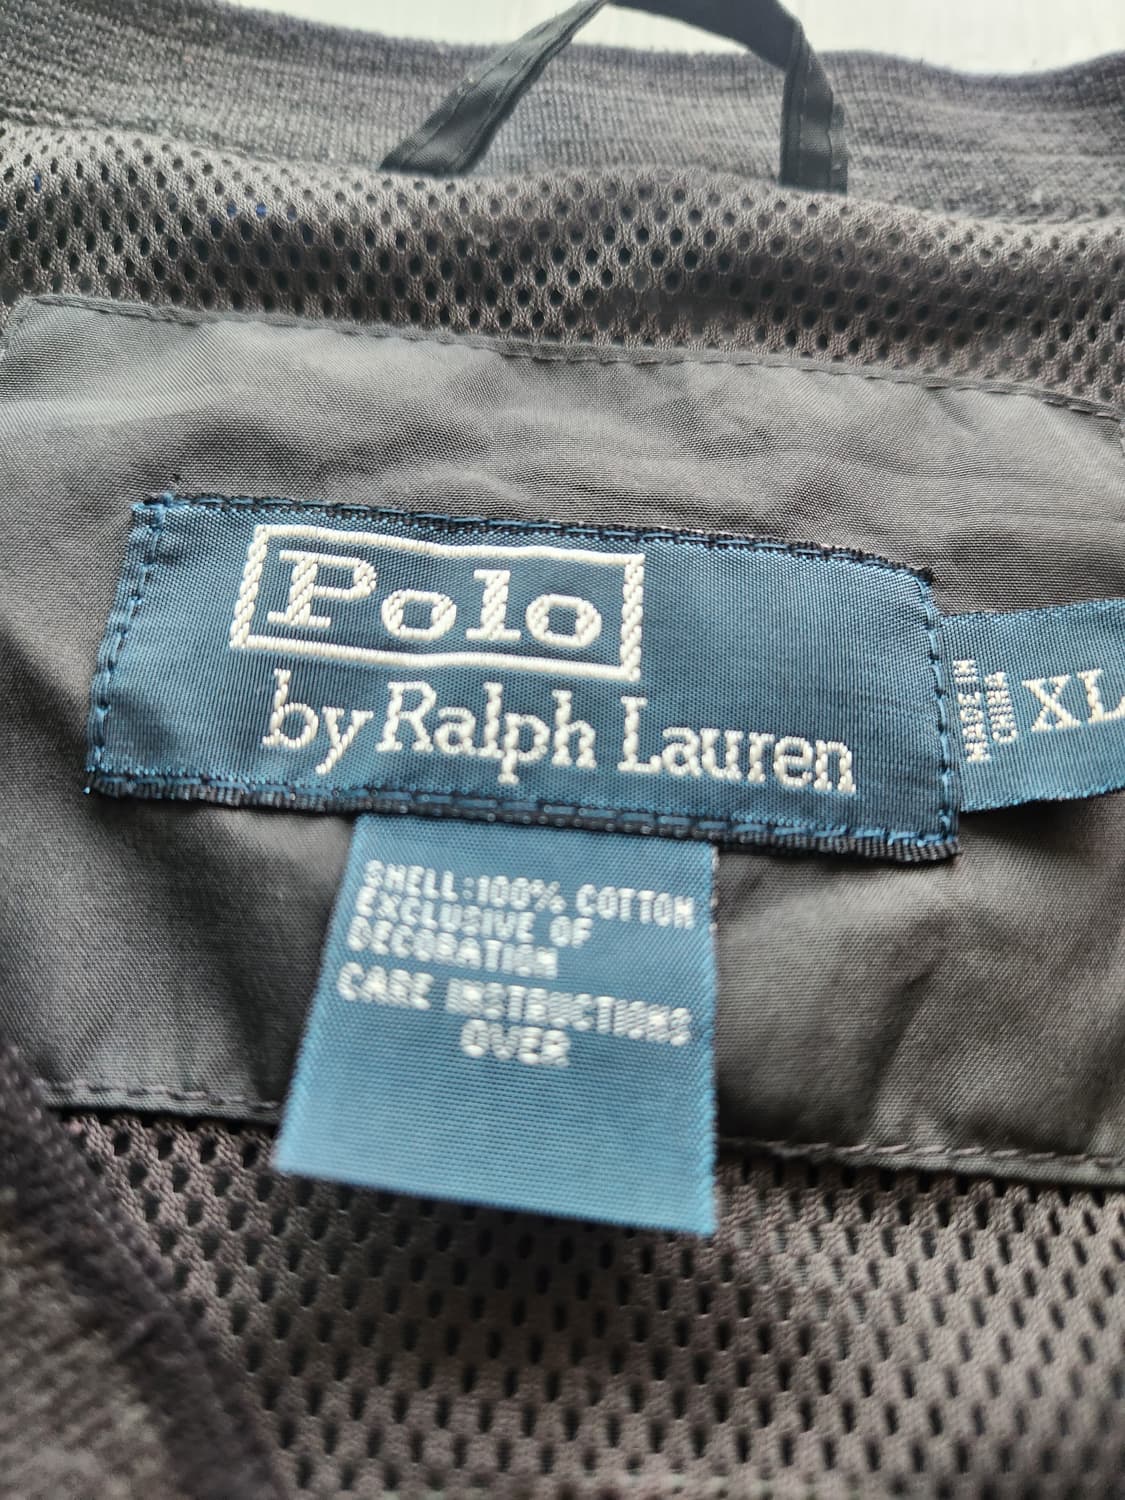 Polo
by Ralph Lauren
MADE IN
CHINA
XL
SHELL:100% COTTON
EXCLUSIVE OF
DECORATION
CARE INSTRUCTIONS
OVER